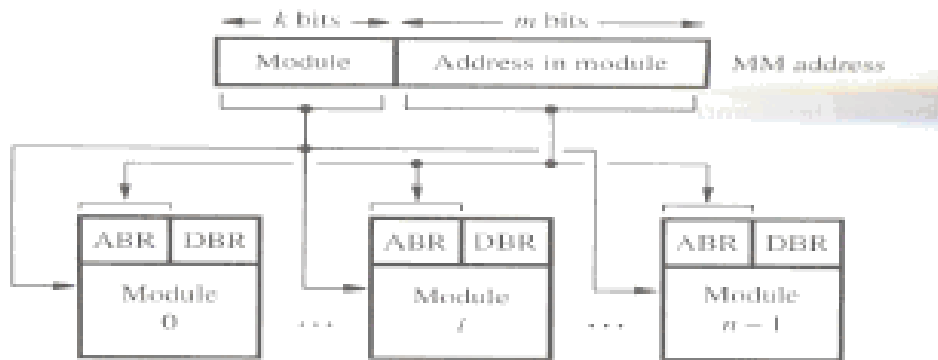 k bits m bits
Module Address in module MM address
ABR DBR ABR DBR ABR DBR
Module Module Module
0 ... i ... n − 1